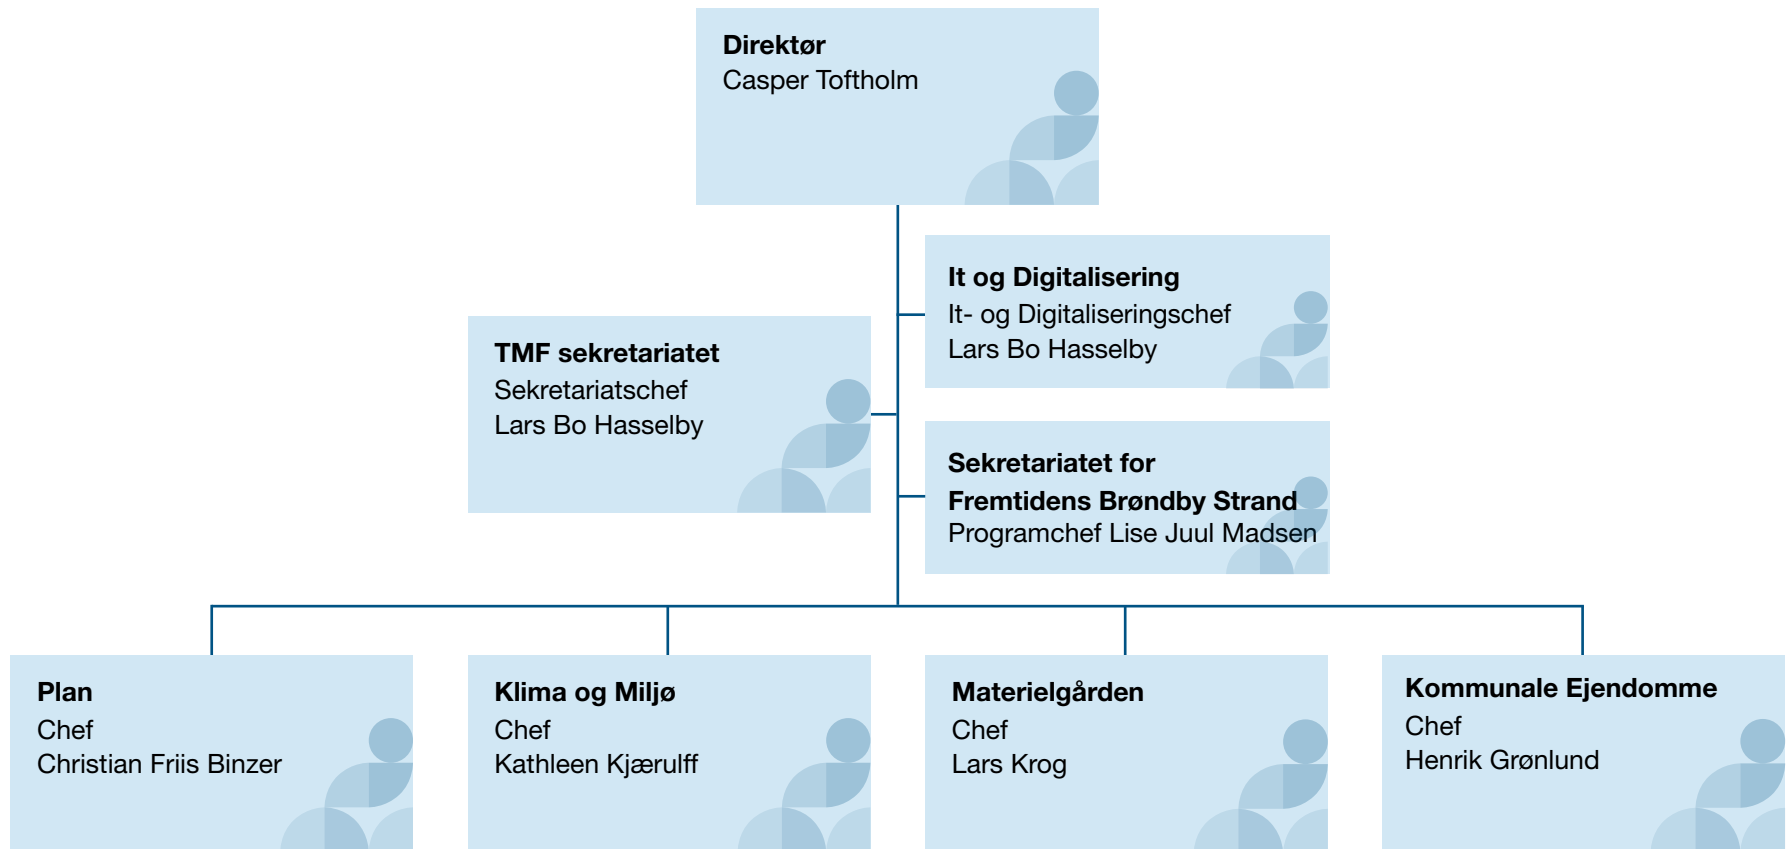 Direktør
Casper Toftholm
It og Digitalisering
It- og Digitaliseringschef
Lars Bo Hasselby
TMF sekretariatet
Sekretariatschef
Lars Bo Hasselby
Sekretariatet for
Fremtidens Brøndby Strand
Programchef Lise Juul Madsen
Plan
Chef
Christian Friis Binzer
Klima og Miljø
Chef
Kathleen Kjærulff
Materielgården
Chef
Lars Krog
Kommunale Ejendomme
Chef
Henrik Grønlund